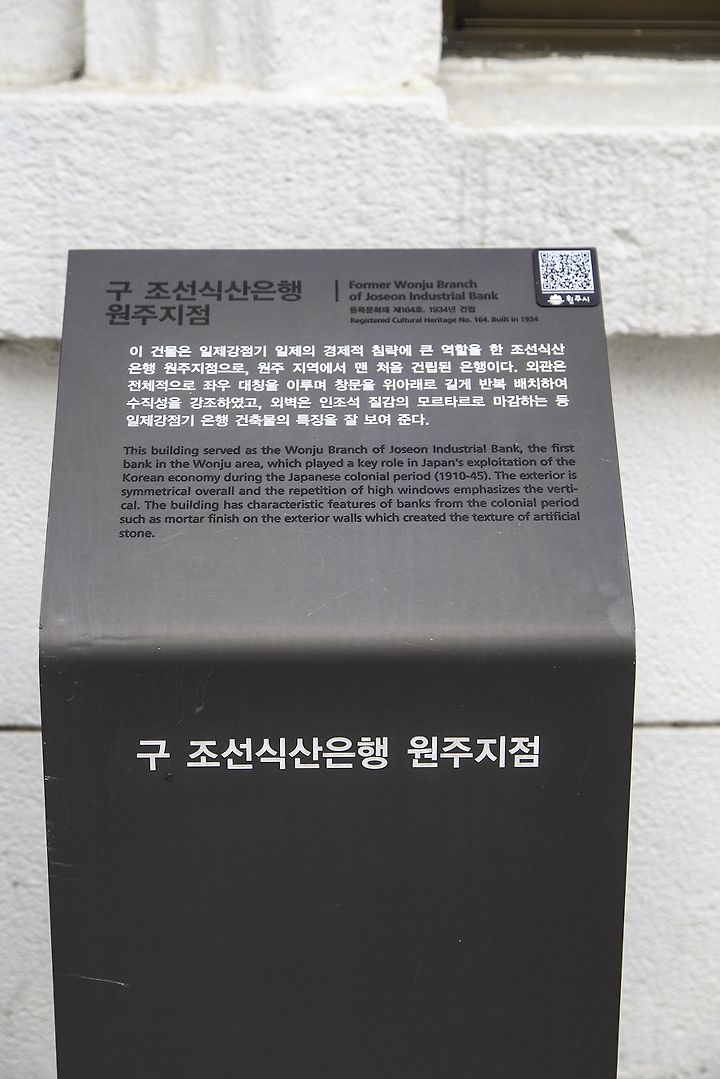 구 조선식산은행
원주지점
Former Wonju Branch
of Joseon Industrial Bank
등록문화재 제164호, 1934년 건립
Registered Cultural Heritage No. 164. Built in 1934
원주시
이 건물은 일제강점기 일제의 경제적 침략에 큰 역할을 한 조선식산
은행 원주지점으로, 원주 지역에서 맨 처음 건립된 은행이다. 외관은
전체적으로 좌우 대칭을 이루며 창문을 위아래로 길게 반복 배치하여
수직성을 강조하였고, 외벽은 인조석 질감의 모르타르로 마감하는 등
일제강점기 은행 건축물의 특징을 잘 보여 준다.
This building served as the Wonju Branch of Joseon Industrial Bank, the first
bank in the Wonju area, which played a key role in Japan's exploitation of the
Korean economy during the Japanese colonial period (1910-45). The exterior is
symmetrical overall and the repetition of high windows emphasizes the verti-
cal. The building has characteristic features of banks from the colonial period
such as mortar finish on the exterior walls which created the texture of artificial
stone.
구 조선식산은행 원주지점